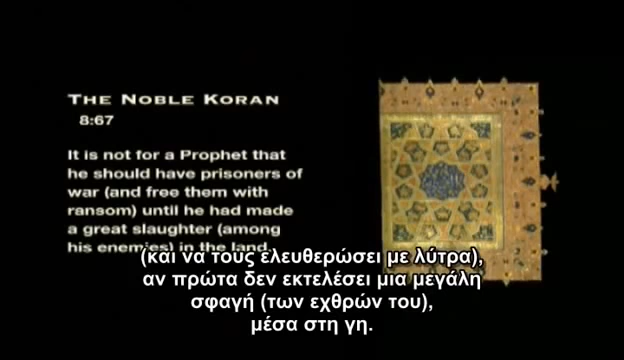 THE NOBLE KORAN
8:67
It is not for a Prophet that
he should have prisoners of
war (and free them with
ransom) until he had made
a great slaughter (among
his enemies) in the land
(και να τους ελευθερώσει με λύτρα),
αν πρώτα δεν εκτελέσει μια μεγάλη
σφαγή (των εχθρών του),
μέσα στη γη.